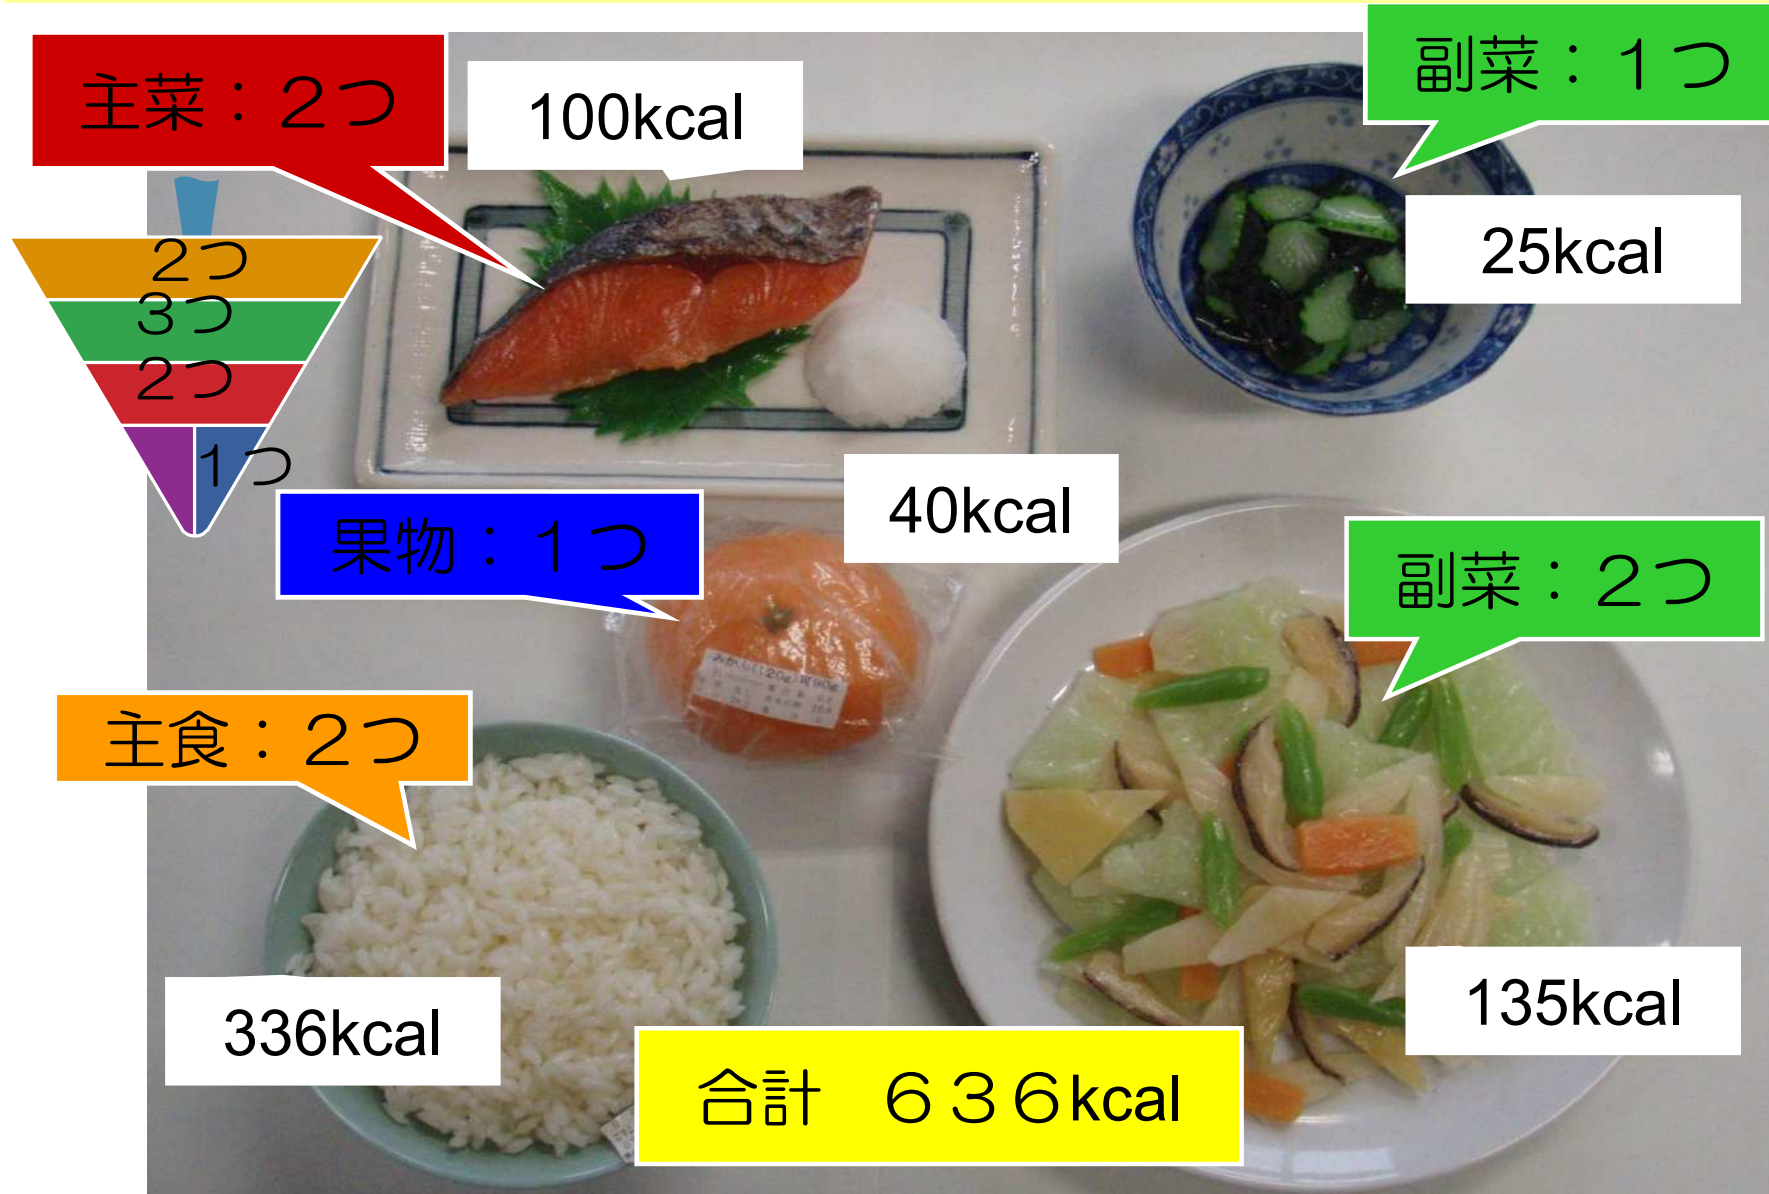 主菜：２つ
100kcal
副菜：１つ
25kcal
２つ
３つ
２つ
１つ
40kcal
果物：１つ
副菜：２つ
主食：２つ
336kcal
135kcal
合計　６３６kcal